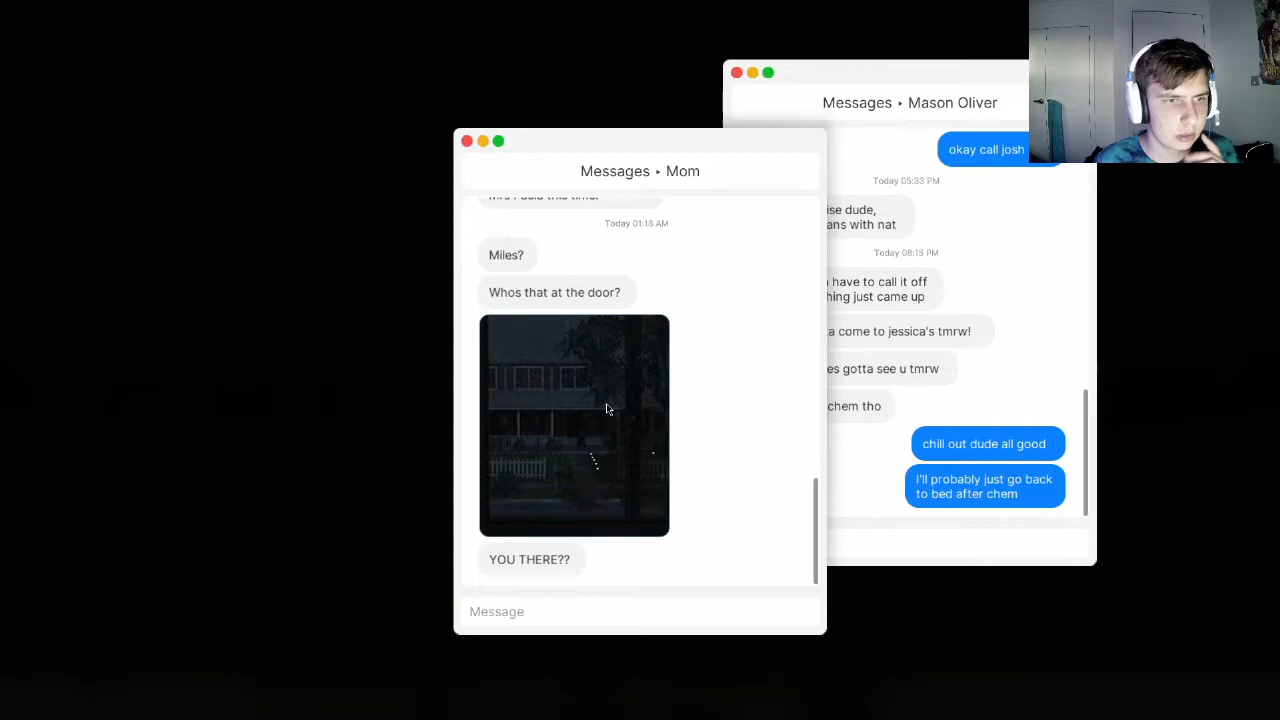 Messages ‣ Mom
Today 01:18 AM
Miles?
Whos that at the door?
YOU THERE??
Message
Messages ‣ Mason Oliver
okay call josh
Today 05:33 PM
ise dude,
ans with nat
Today 08:15 PM
have to call it off
hing just came up
a come to jessica's tmrw!
es gotta see u tmrw
chem tho
chill out dude all good
I'll probably just go back
to bed after chem